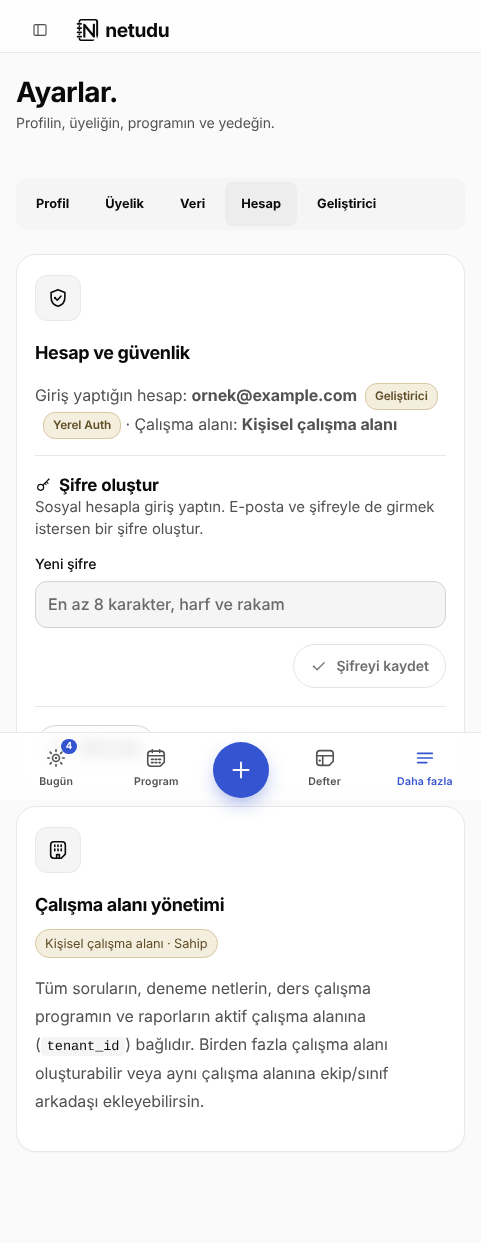 netudu
Ayarlar.
Profilin, üyeliğin, programın ve yedeğin.
Profil Üyelik Veri Hesap Geliştirici
Hesap ve güvenlik
Giriş yaptığın hesap: ornek@example.com Geliştirici
Yerel Auth · Çalışma alanı: Kişisel çalışma alanı
Şifre oluştur
Sosyal hesapla giriş yaptın. E-posta ve şifreyle de girmek
istersen bir şifre oluştur.
Yeni şifre
En az 8 karakter, harf ve rakam
Şifreyi kaydet
4
Bugün Program Defter Daha fazla
Çalışma alanı yönetimi
Kişisel çalışma alanı · Sahip
Tüm soruların, deneme netlerin, ders çalışma
programın ve raporların aktif çalışma alanına
(tenant_id) bağlıdır. Birden fazla çalışma alanı
oluşturabilir veya aynı çalışma alanına ekip/sınıf
arkadaşı ekleyebilirsin.